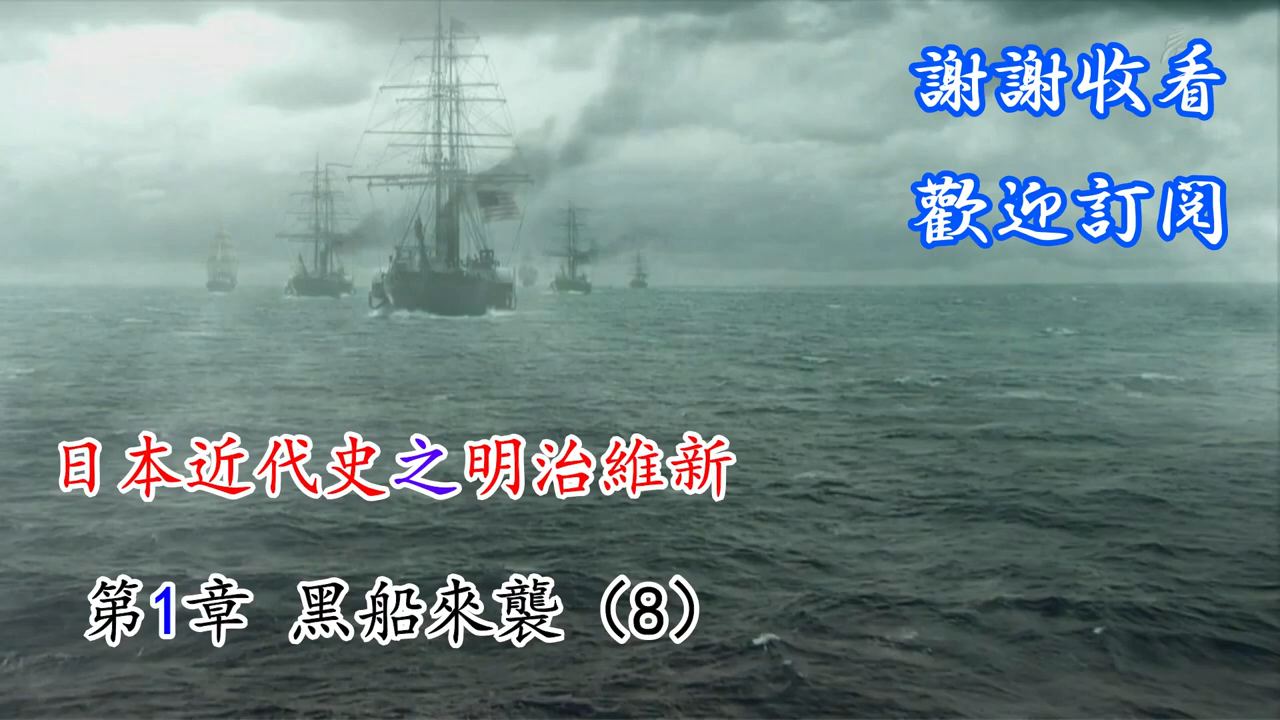 謝謝收看
歡迎訂閱
日本近代史之明治維新
第1章 黑船來襲（8）